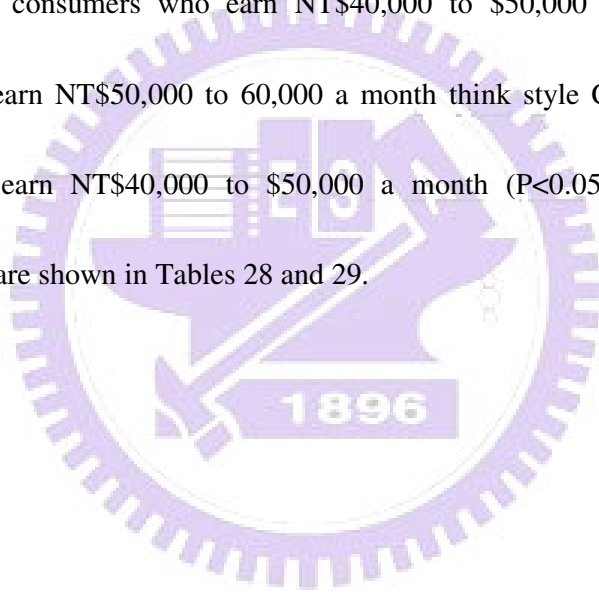 consumers who earn NT$40,000 to $50,000
earn NT$50,000 to 60,000 a month think style
earn NT$40,000 to $50,000 a month (P<0.05
are shown in Tables 28 and 29.
E S
1896